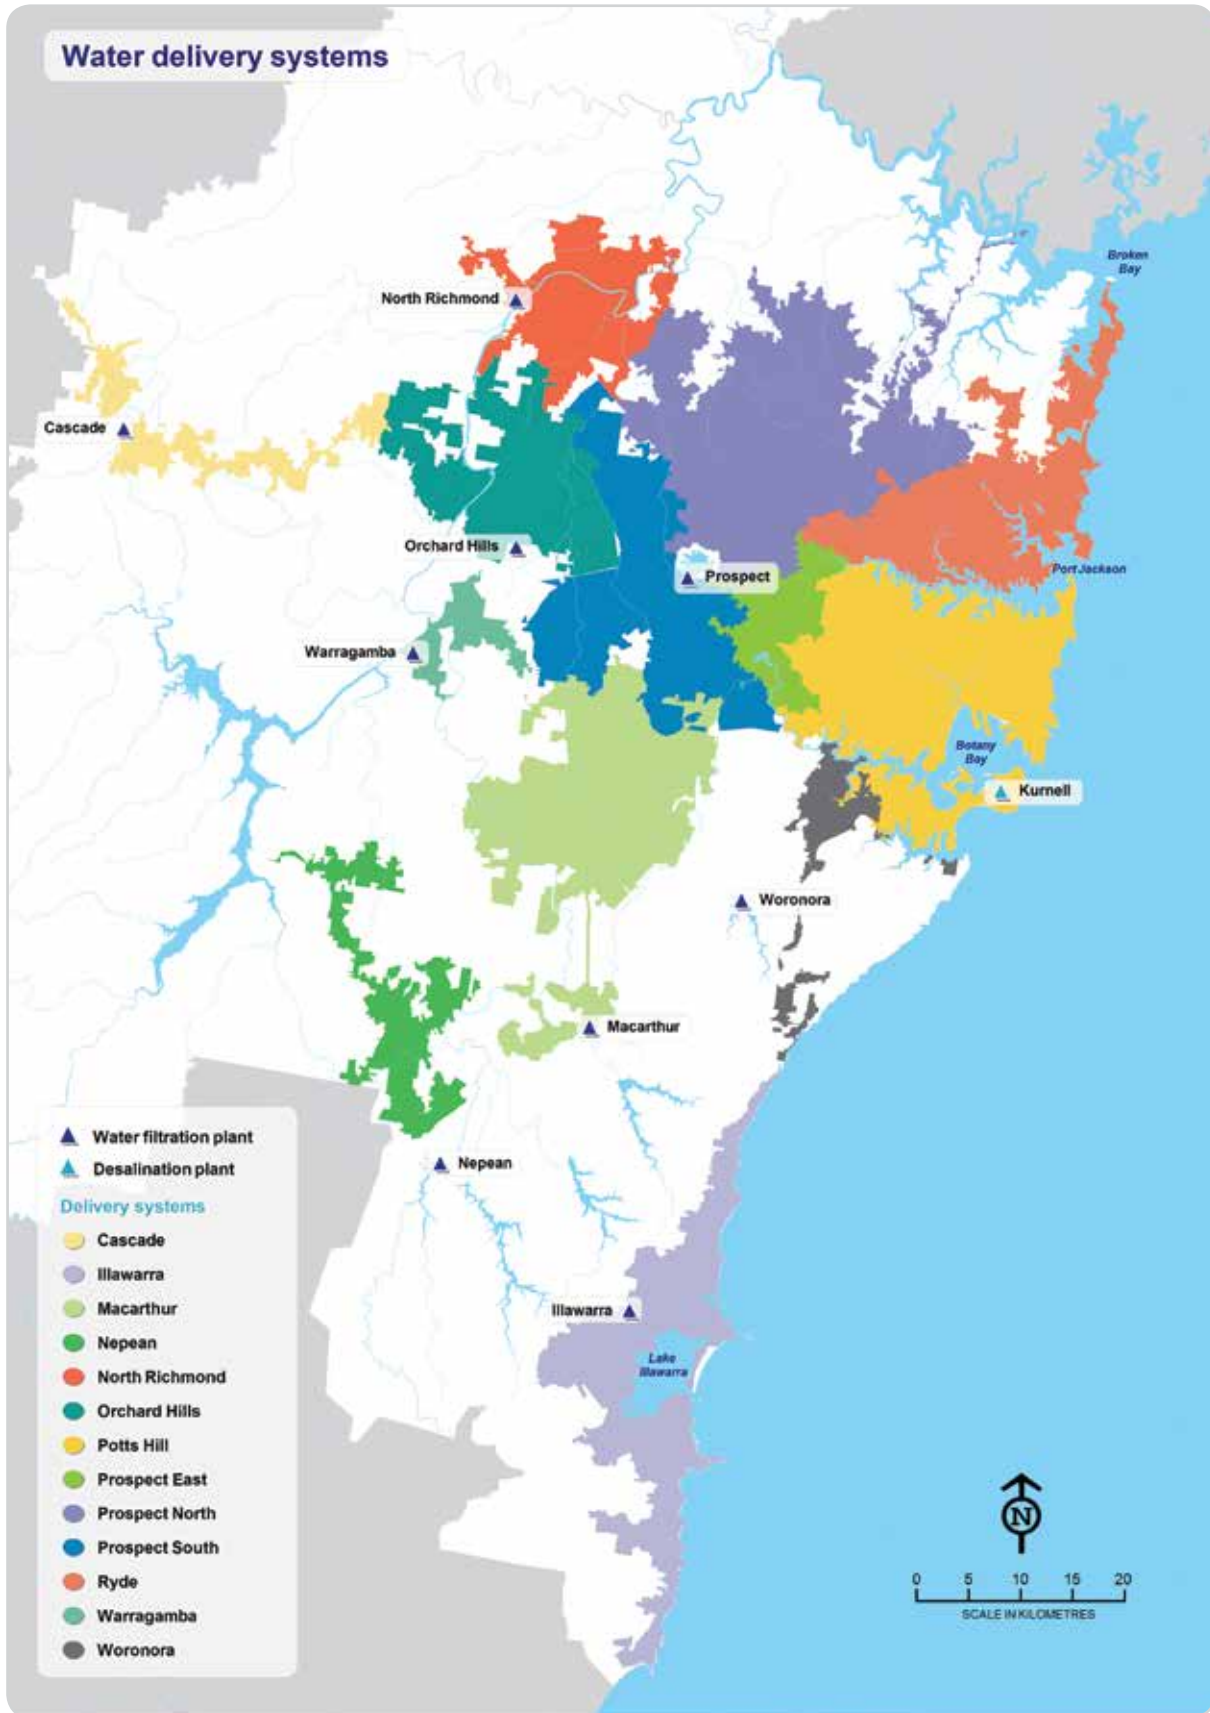 Water delivery systems
Broken
Bay
North Richmond
Cascade
Orchard Hills
Port Jackson
Prospect
Warragamba
Botany
Bay
Kurnell
Woronora
Macarthur
Nepean
Illawarra
Lake
Illawarra
Water filtration plant
Desalination plant
Delivery systems
Cascade
Illawarra
Macarthur
Nepean
North Richmond
Orchard Hills
Potts Hill
Prospect East
Prospect North
Prospect South
Ryde
Warragamba
Woronora
N
0 5 10 15 20
SCALE IN KILOMETRES